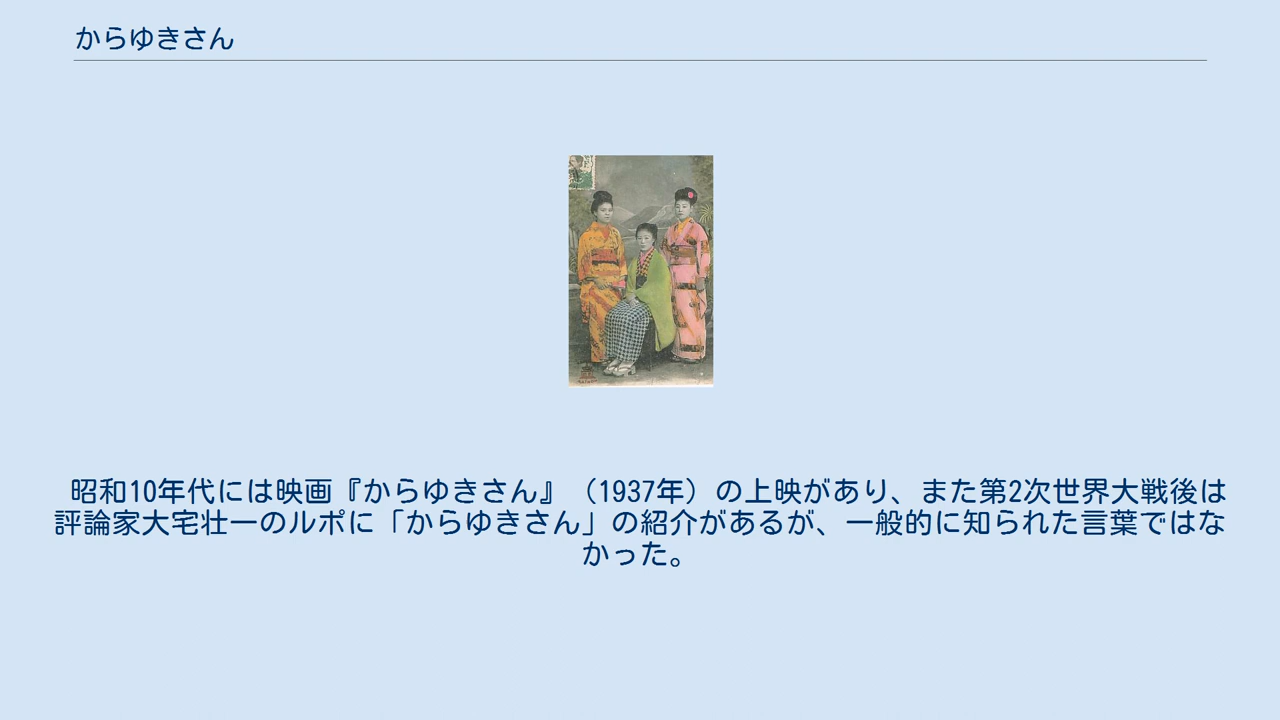 からゆきさん
昭和10年代には映画『からゆきさん』（1937年）の上映があり、また第2次世界大戦後は
評論家大宅壮一のルポに「からゆきさん」の紹介があるが、一般的に知られた言葉ではな
かった。